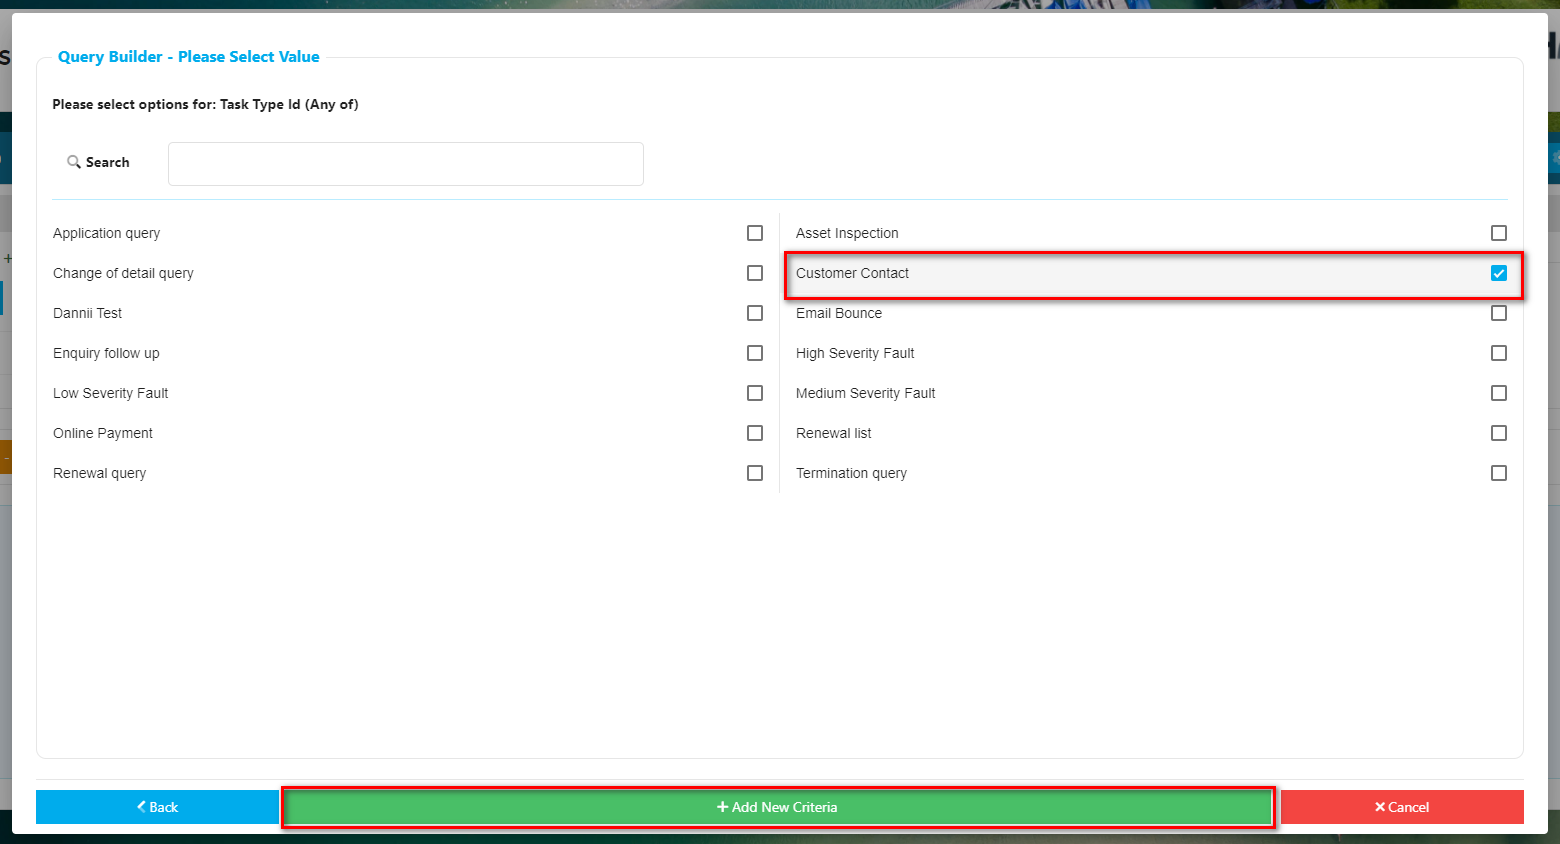 Query Builder - Please Select Value
Please select options for: Task Type Id (Any of)
Search
Application query
Asset Inspection
Change of detail query
Customer Contact
Dannii Test
Email Bounce
Enquiry follow up
High Severity Fault
Low Severity Fault
Medium Severity Fault
Online Payment
Renewal list
Renewal query
Termination query
Back
Add New Criteria
Cancel